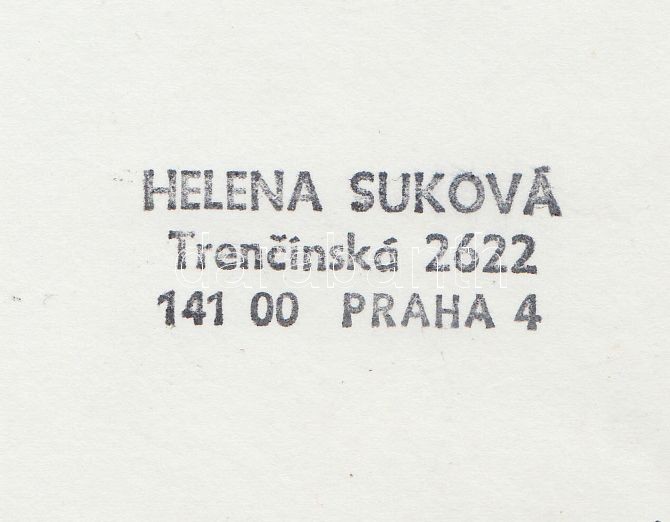 HELENA SUKOVÁ
Trenčínská 2622
141 00 PRAHA 4